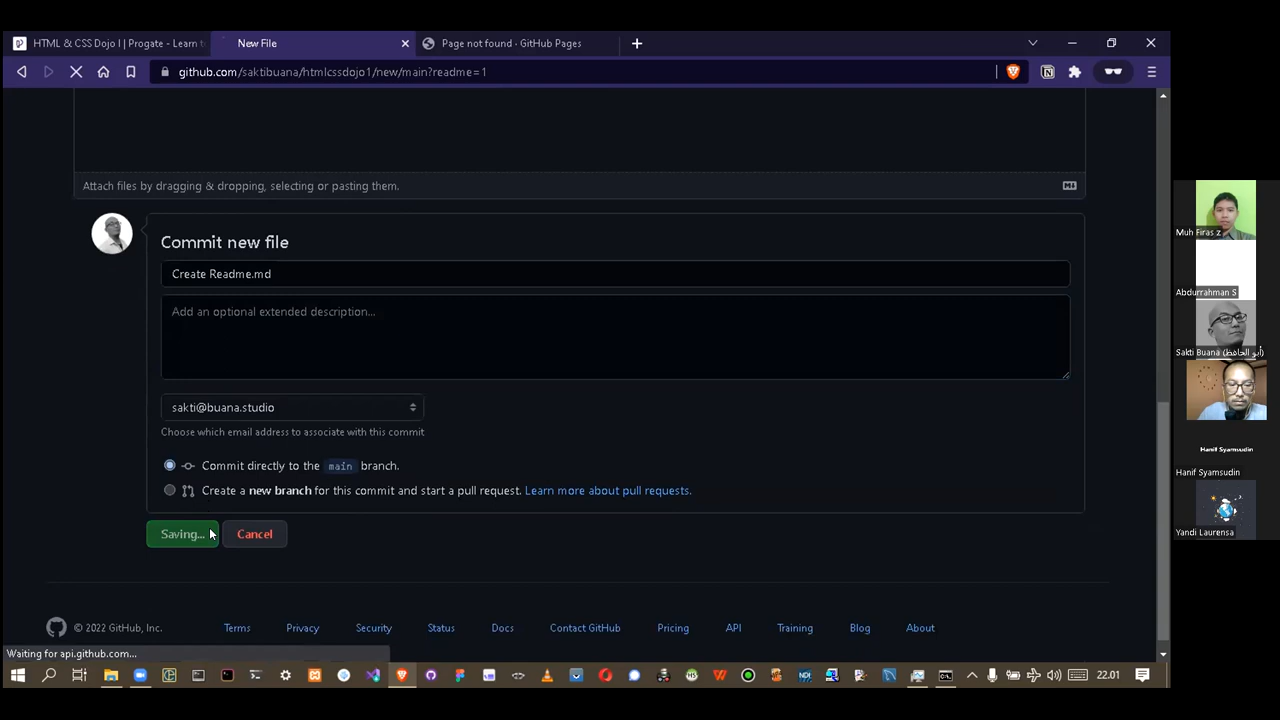 HTML & CSS Dojo I | Progate - Learn t
New File
Page not found · GitHub Pages
github.com/saktibuana/htmlcssdojo1/new/main?readme=1
Attach files by dragging & dropping, selecting or pasting them.
Commit new file
Create Readme.md
Add an optional extended description...
sakti@buana.studio
Choose which email address to associate with this commit
Commit directly to the main branch.
Create a new branch for this commit and start a pull request. Learn more about pull requests.
Saving...
Cancel
© 2022 GitHub, Inc.
Terms
Privacy
Security
Status
Docs
Contact GitHub
Pricing
API
Training
Blog
About
Waiting for api.github.com...
22.01
Muh Firas z
Abdurrahman S
Sakti Buana (أبو الحافظ)
Hanif Syamsudin
Hanif Syamsudin
Yandi Laurensa